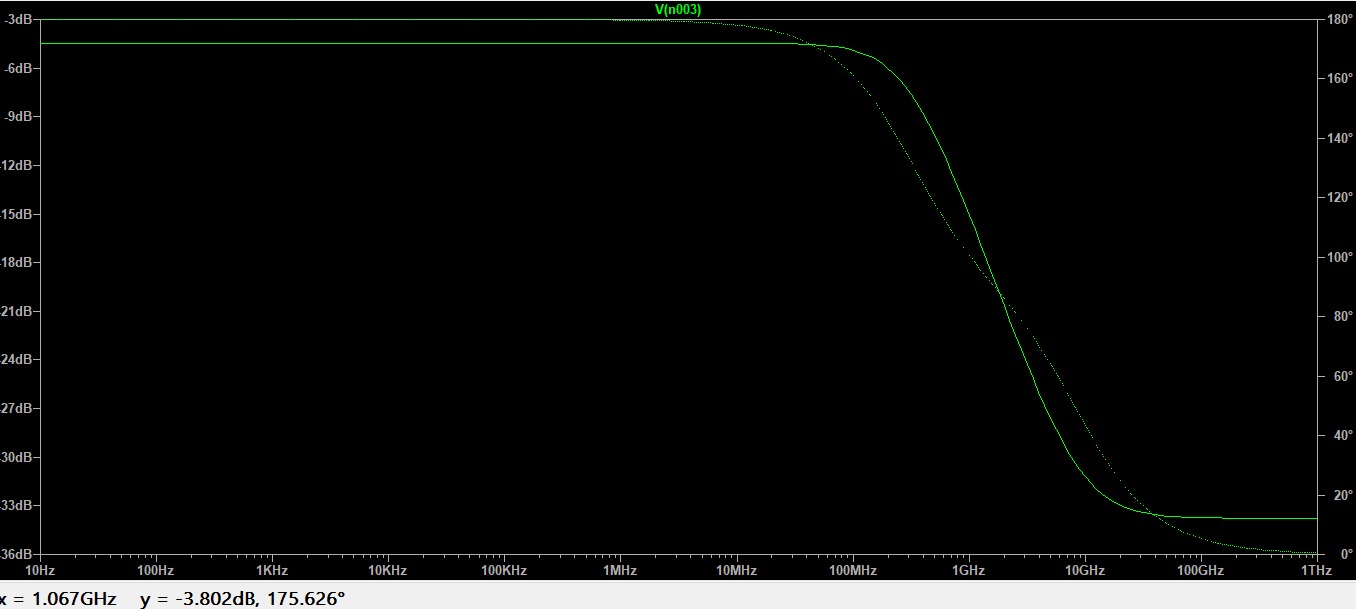 V(n003)
-3dB 180°
-6dB 160°
-9dB 140°
12dB 120°
15dB 100°
18dB 80°
21dB 60°
24dB 40°
27dB 20°
30dB 0°
33dB
36dB
10Hz 100Hz 1KHz 10KHz 100KHz 1MHz 10MHz 100MHz 1GHz 10GHz 100GHz 1THz
x = 1.067GHz y = -3.802dB, 175.626°